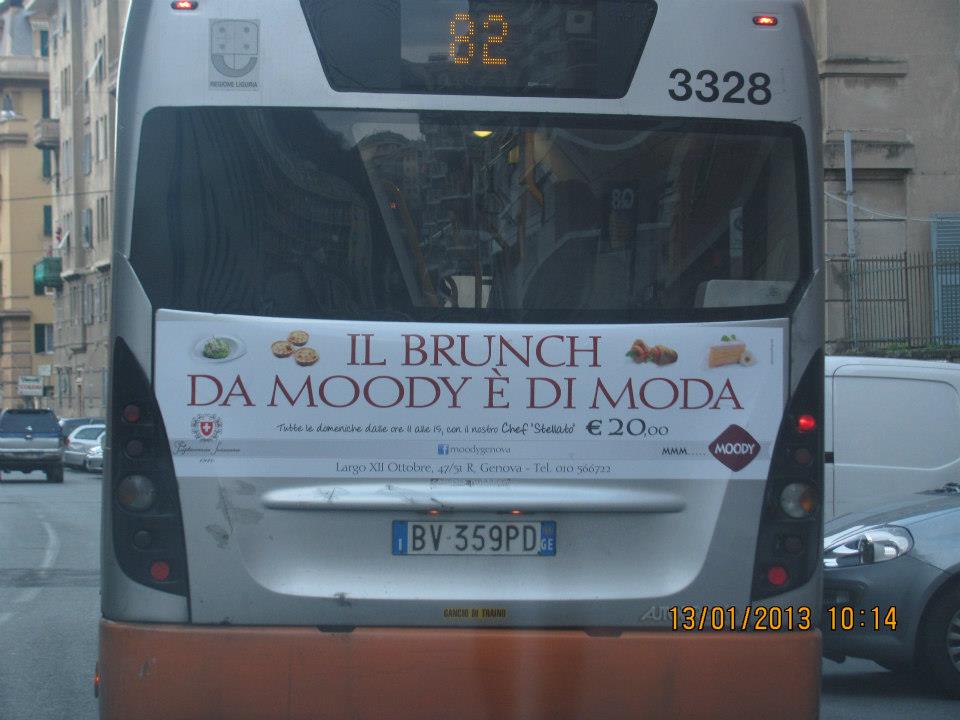 82
REGIONE LIGURIA
3328
80
IL BRUNCH
DA MOODY È DI MODA
Tutte le domeniche dalle ore 11 alle 15, con il nostro Chef "Stellato" € 20,00
moodygenova
MMM..... MOODY
Largo XII Ottobre, 47/51 R, Genova - Tel. 010 566722
I BV 359PD GE
GANCIO DI TRAINO
13/01/2013 10:14